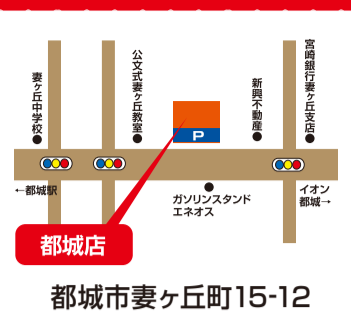 妻ヶ丘中学校
公文式妻ヶ丘教室
新興不動産
宮崎銀行妻ヶ丘支店
P
←都城駅
ガソリンスタンド
エネオス
イオン
都城→
都城店
都城市妻ヶ丘町15-12